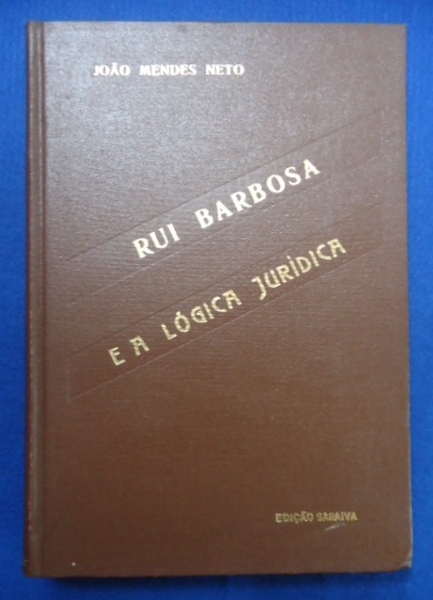 JOÃO MENDES NETO
RUI BARBOSA
E A LÓGICA JURÍDICA
EDIÇÃO SARAIVA